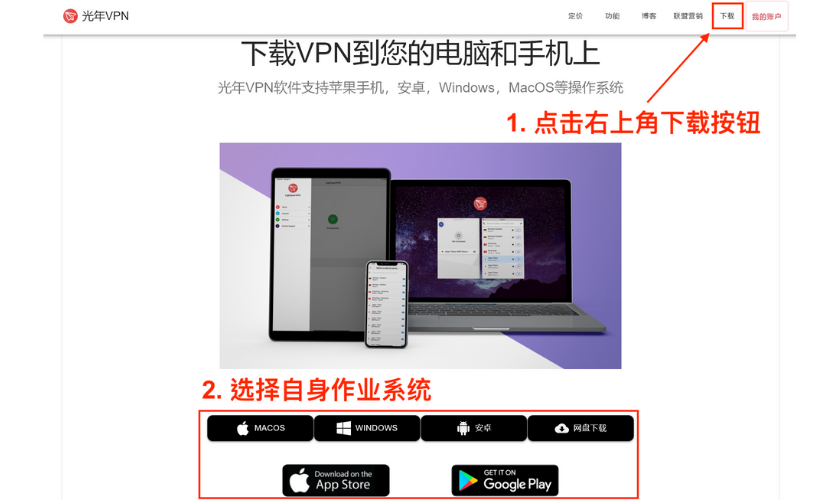 光年VPN
定价 功能 博客 联盟营销 下载 我的账户
下载VPN到您的电脑和手机上
光年VPN软件支持苹果手机，安卓，Windows，MacOS等操作系统
1. 点击右上角下载按钮
2. 选择自身作业系统
MACOS WINDOWS 安卓 网盘下载
Download on the
App Store
GET IT ON
Google Play